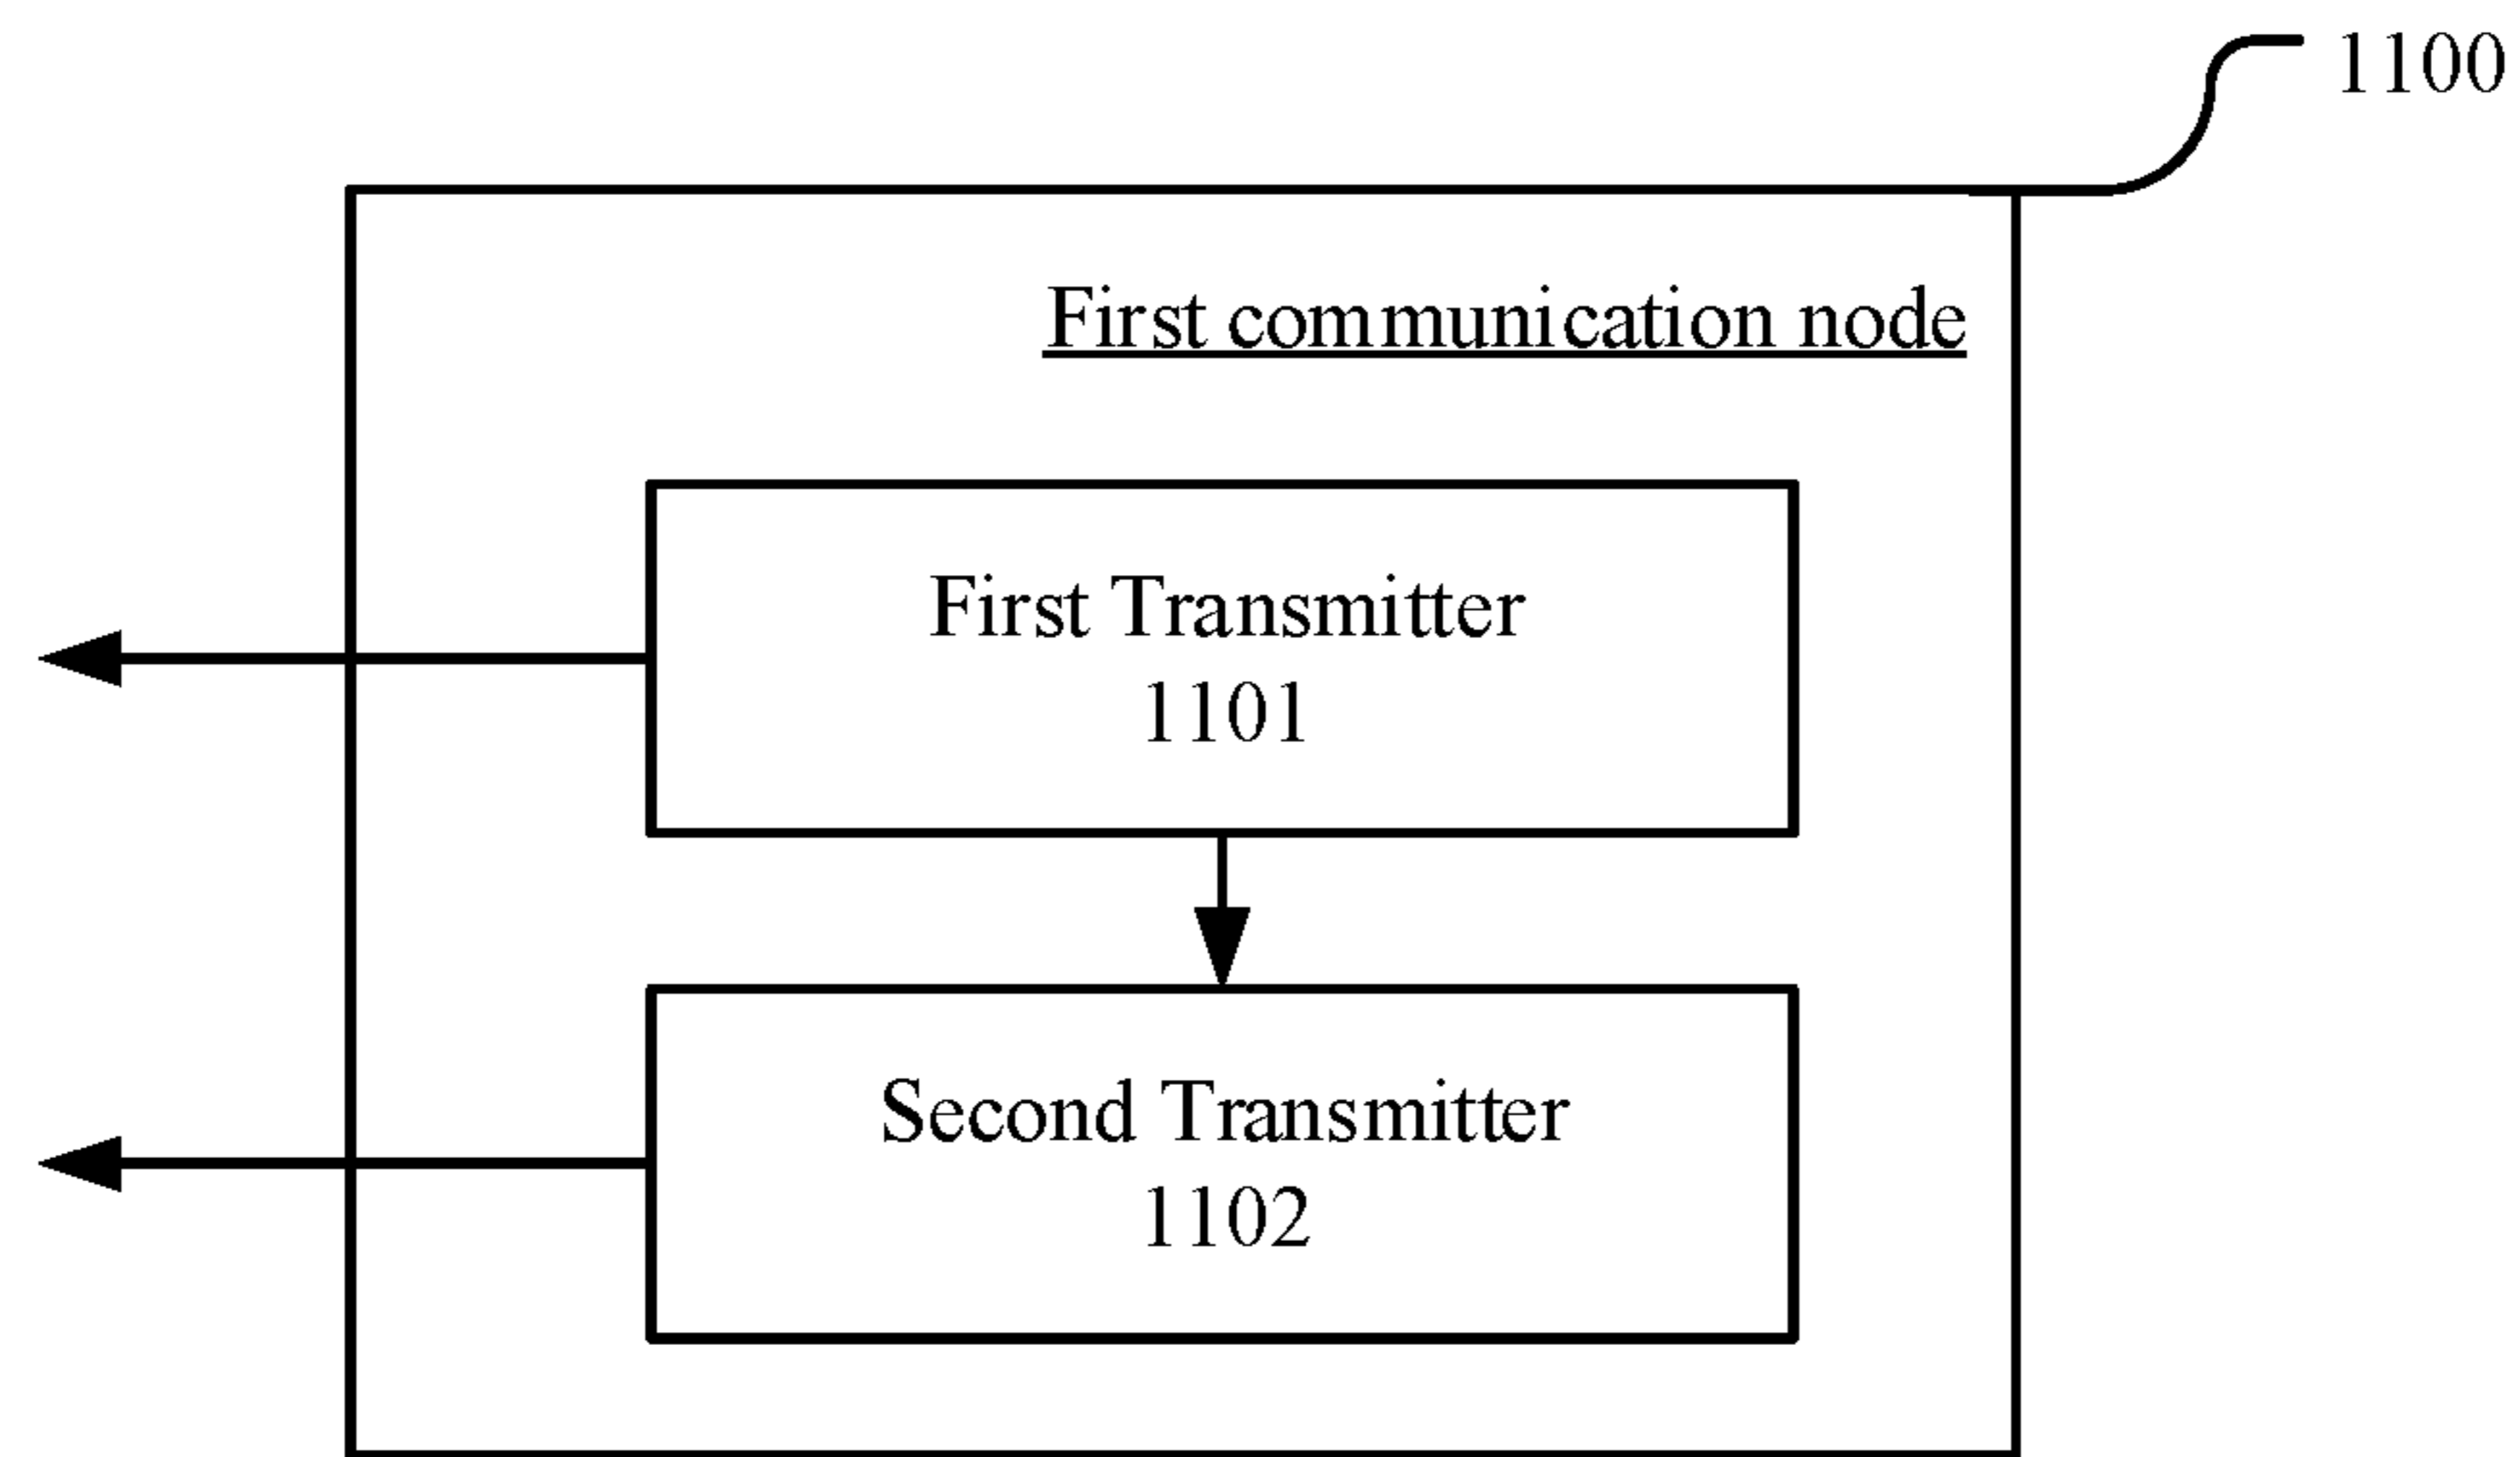 1100
First communication node
First Transmitter
1101
Second Transmitter
1102